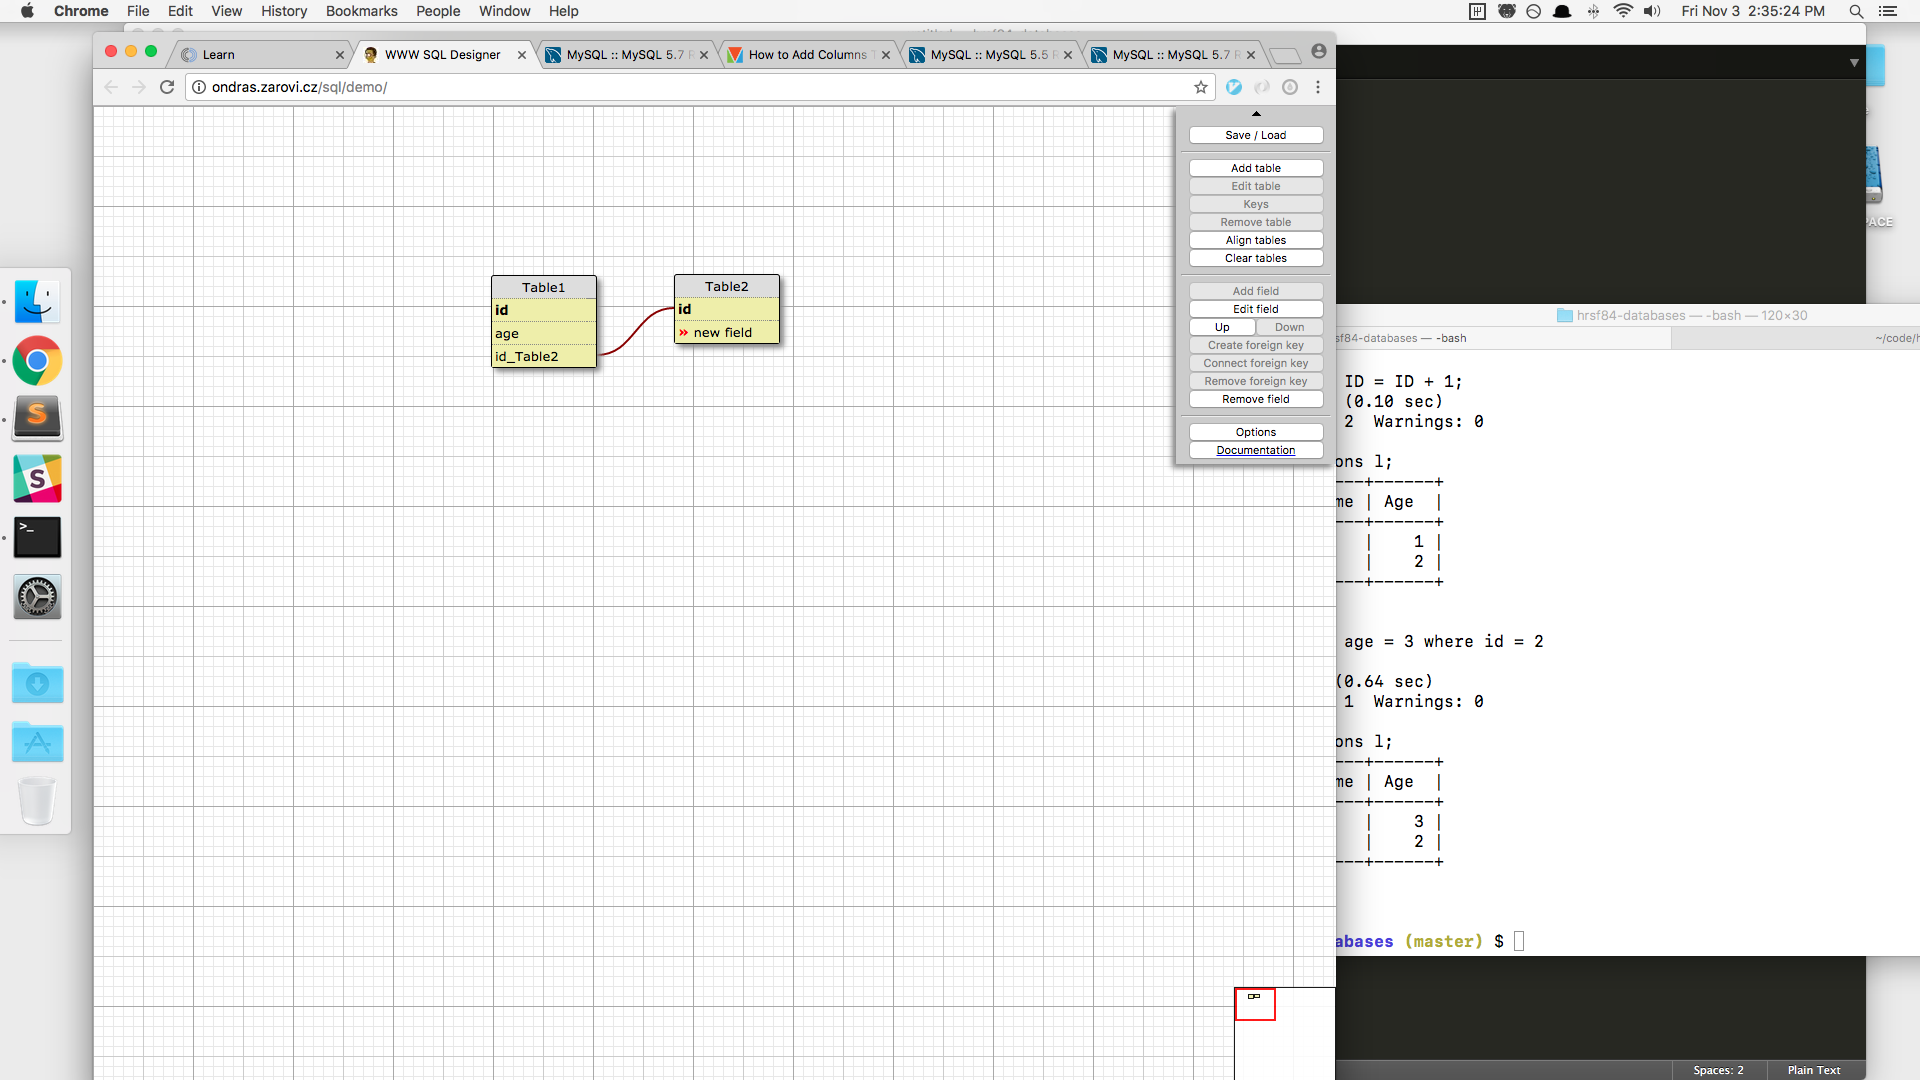 Chrome File Edit View History Bookmarks People Window Help Fri Nov 3 2:35:24 PM
Learn WWW SQL Designer MySQL :: MySQL 5.7 R How to Add Columns MySQL :: MySQL 5.5 R MySQL :: MySQL 5.7 R
ondras.zarovi.cz/sql/demo/
Save / Load
Add table
Edit table
Keys
Remove table
Align tables
Clear tables
Add field
Edit field
Up Down
Create foreign key
Connect foreign key
Remove foreign key
Remove field
Options
Documentation
Table1
id
age
id_Table2
Table2
id
» new field
ACE
hrsf84-databases — -bash — 120×30
sf84-databases — -bash ~/code/h
ID = ID + 1;
(0.10 sec)
2 Warnings: 0
ons l;
---+------+
me | Age |
---+------+
| 1 |
| 2 |
---+------+
age = 3 where id = 2
(0.64 sec)
1 Warnings: 0
ons l;
---+------+
me | Age |
---+------+
| 3 |
| 2 |
---+------+
abases (master) $
Spaces: 2 Plain Text